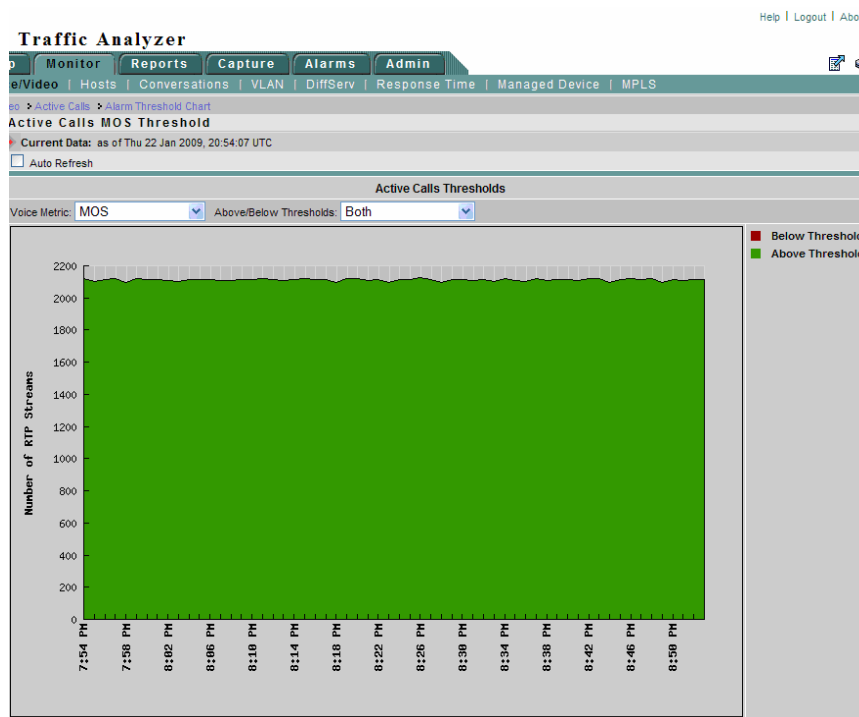 Help | Logout | Abo
Traffic Analyzer
p Monitor Reports Capture Alarms Admin
e/Video | Hosts | Conversations | VLAN | DiffServ | Response Time | Managed Device | MPLS
eo Active Calls Alarm Threshold Chart
Active Calls MOS Threshold
Current Data: as of Thu 22 Jan 2009, 20:54:07 UTC
Auto Refresh
Active Calls Thresholds
Voice Metric: MOS Above/Below Thresholds: Both
Below Threshold
Above Threshold
2200
2000
1800
1600
1400
1200
1000
800
600
400
200
0
Number of RTP Streams
7:54 PM
7:58 PM
8:02 PM
8:06 PM
8:10 PM
8:14 PM
8:18 PM
8:22 PM
8:26 PM
8:30 PM
8:34 PM
8:38 PM
8:42 PM
8:46 PM
8:50 PM